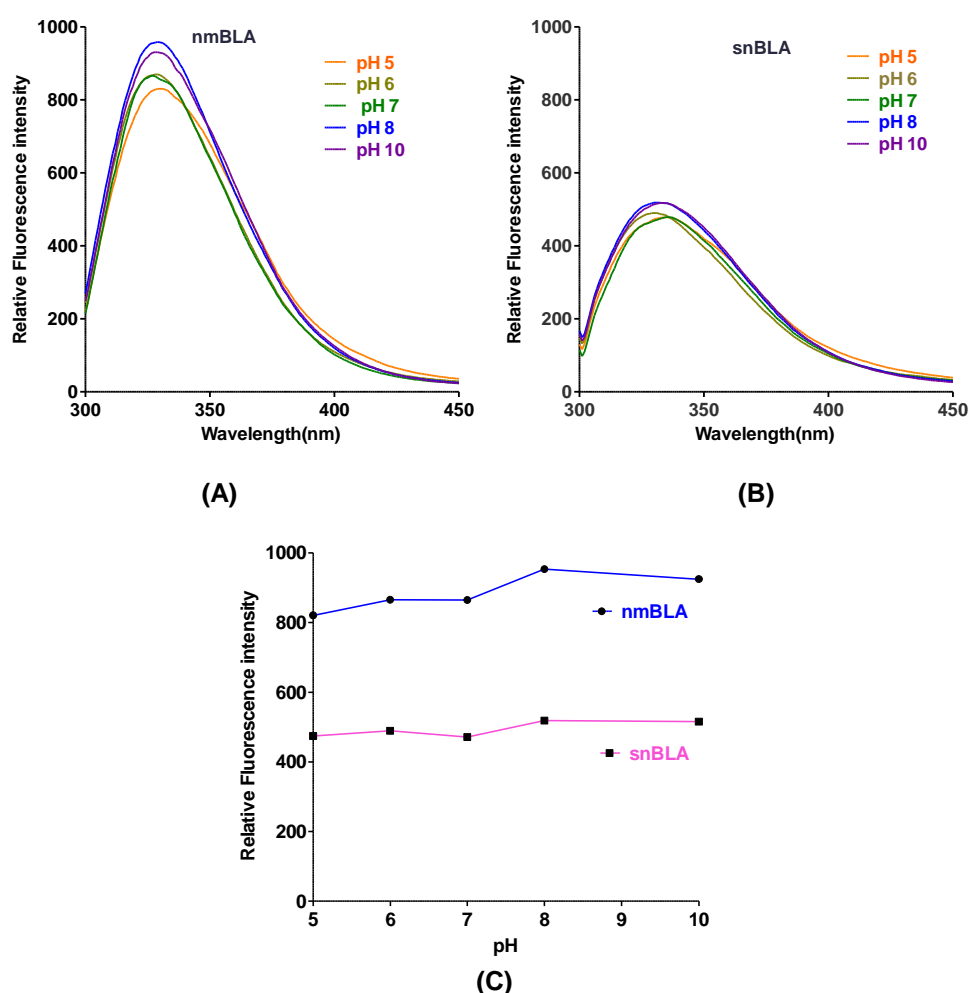 nmBLA
pH 5
pH 6
pH 7
pH 8
pH 10
Relative Fluorescence intensity
1000
800
600
400
200
0
300
350
400
450
Wavelength(nm)
(A)
snBLA
pH 5
pH 6
pH 7
pH 8
pH 10
Relative Fluorescence intensity
1000
800
600
400
200
0
300
350
400
450
Wavelength(nm)
(B)
Relative Fluorescence intensity
1000
800
600
400
200
0
nmBLA
snBLA
5
6
7
8
9
10
pH
(C)